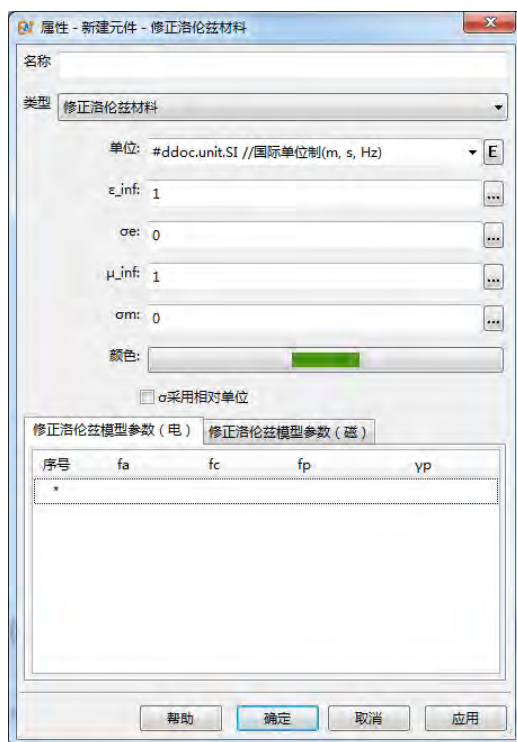 属性 - 新建元件 - 修正洛伦兹材料
名称
类型 修正洛伦兹材料
单位: #ddoc.unit.SI //国际单位制(m, s, Hz) E
ε_inf: 1 ...
σe: 0 ...
μ_inf: 1 ...
σm: 0 ...
颜色:
σ采用相对单位
修正洛伦兹模型参数（电） 修正洛伦兹模型参数（磁）
序号 fa fc fp γp
*
帮助 确定 取消 应用